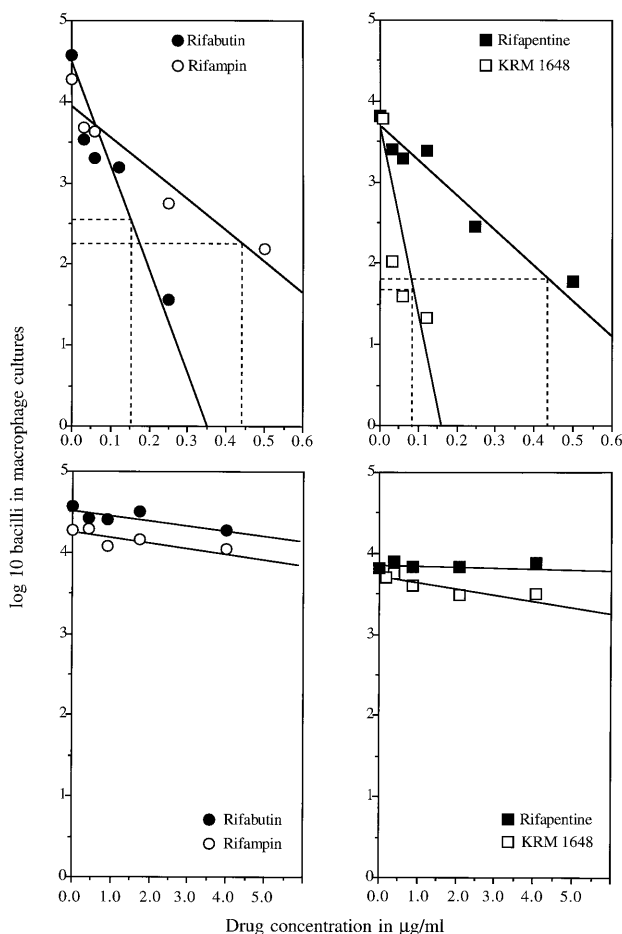 5
4
3
2
1
0
Rifabutin
Rifampin
0.0 0.1 0.2 0.3 0.4 0.5 0.6
5
4
3
2
1
0
Rifapentine
KRM 1648
0.0 0.1 0.2 0.3 0.4 0.5 0.6
log 10 bacilli in macrophage cultures
5
4
3
2
1
0
Rifabutin
Rifampin
0.0 1.0 2.0 3.0 4.0 5.0
5
4
3
2
1
0
Rifapentine
KRM 1648
0.0 1.0 2.0 3.0 4.0 5.0
Drug concentration in μg/ml